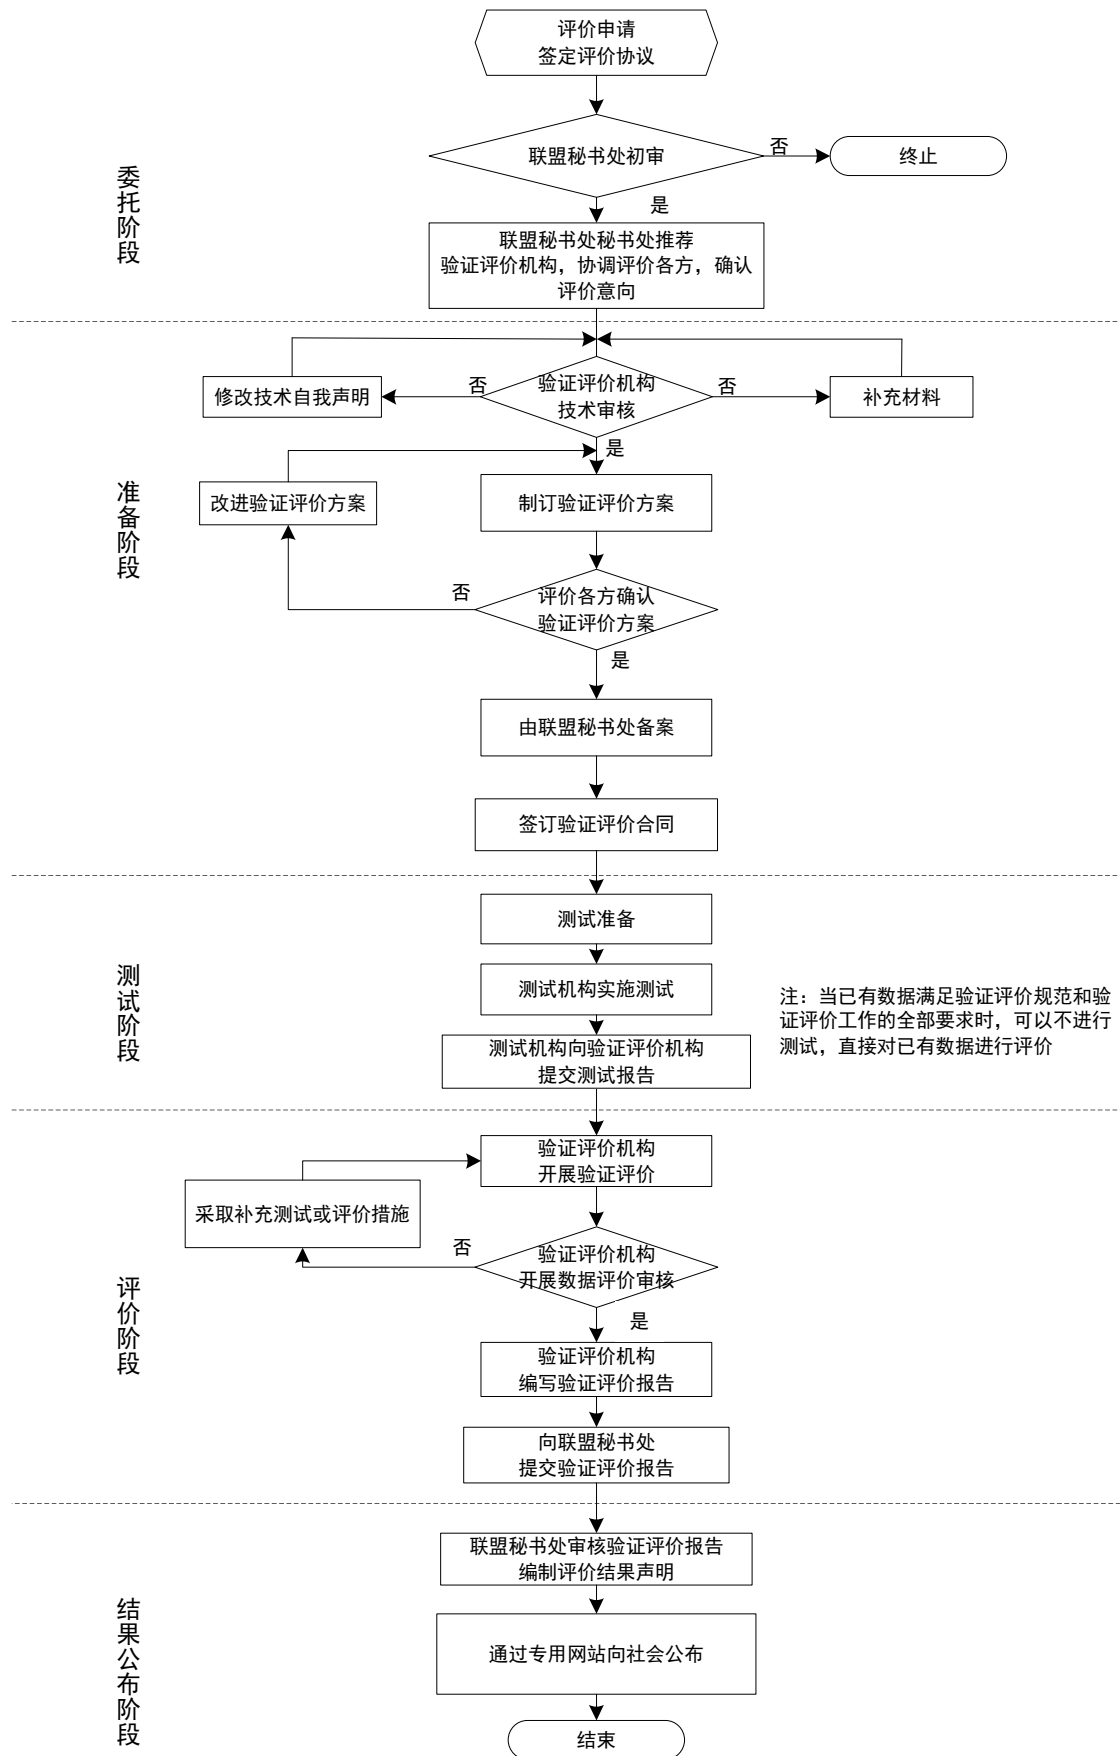 评价申请
签定评价协议
联盟秘书处初审
否
终止
是
委托阶段
联盟秘书处秘书处推荐
验证评价机构，协调评价各方，确认
评价意向
修改技术自我声明
否
验证评价机构
技术审核
否
补充材料
是
准备阶段
改进验证评价方案
制订验证评价方案
否
评价各方确认
验证评价方案
是
由联盟秘书处备案
签订验证评价合同
测试阶段
测试准备
测试机构实施测试
测试机构向验证评价机构
提交测试报告
注：当已有数据满足验证评价规范和验
证评价工作的全部要求时，可以不进行
测试，直接对已有数据进行评价
评价阶段
验证评价机构
开展验证评价
采取补充测试或评价措施
否
验证评价机构
开展数据评价审核
是
验证评价机构
编写验证评价报告
向联盟秘书处
提交验证评价报告
结果公布阶段
联盟秘书处审核验证评价报告
编制评价结果声明
通过专用网站向社会公布
结束